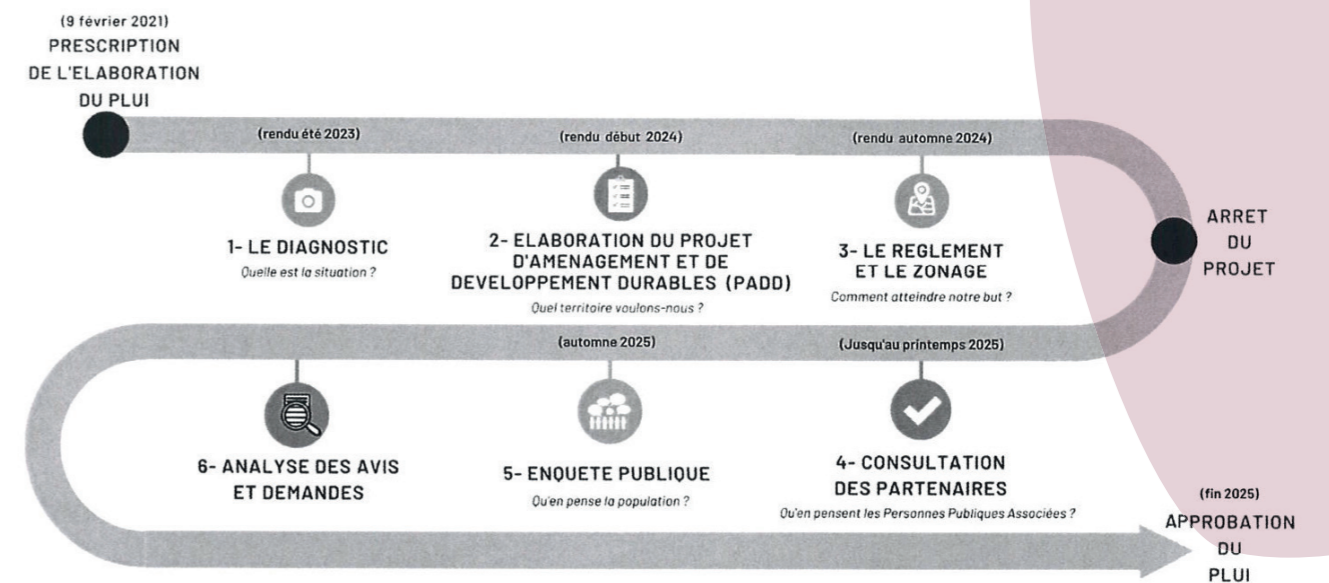 (9 février 2021)
PRESCRIPTION
DE L'ELABORATION
DU PLUI
(rendu été 2023)
1- LE DIAGNOSTIC
Quelle est la situation ?
(rendu début 2024)
2- ELABORATION DU PROJET
D'AMENAGEMENT ET DE
DEVELOPPEMENT DURABLES (PADD)
Quel territoire voulons-nous ?
(rendu automne 2024)
3- LE REGLEMENT
ET LE ZONAGE
Comment atteindre notre but ?
ARRET
DU
PROJET
(Jusqu'au printemps 2025)
4- CONSULTATION
DES PARTENAIRES
Qu'en pensent les Personnes Publiques Associées ?
(automne 2025)
5- ENQUETE PUBLIQUE
Qu'en pense la population ?
6- ANALYSE DES AVIS
ET DEMANDES
(fin 2025)
APPROBATION
DU
PLUI